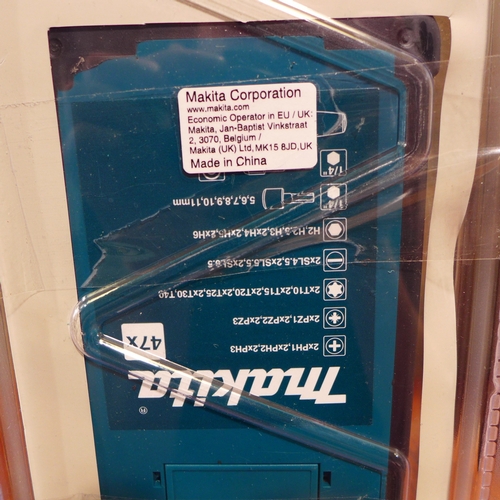 Makita Corporation
www.makita.com
Economic Operator in EU / UK:
Makita, Jan-Baptist Vinkstraat
2, 3070, Belgium /
Makita (UK) Ltd, MK15 8JD, UK
Made in China
makita®
47x
2xPH1,2xPH2,2xPH3
2xPZ1,2xPZ2,2xPZ3
2xT10,2xT15,2xT20,2xT25,2xT30,T40
2xSL4.5,2xSL5.5,2xSL6.5
H2,H2.5,H3,2xH4,2xH5,2xH6
1/4" 5,6,7,8,9,10,11mm
1/4"